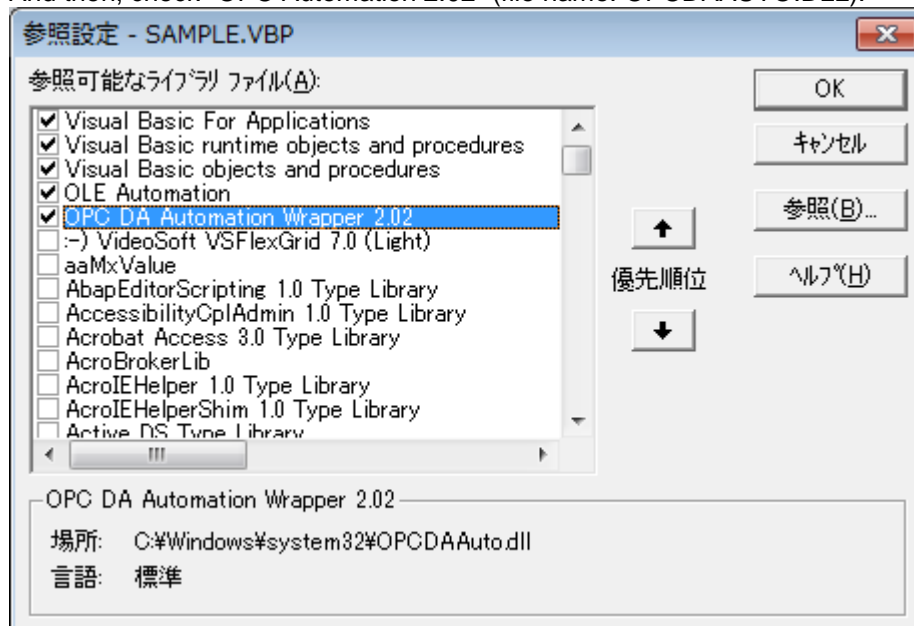 参照設定 - SAMPLE.VBP
参照可能なライブラリ ファイル(A):
Visual Basic For Applications
Visual Basic runtime objects and procedures
Visual Basic objects and procedures
OLE Automation
OPC DA Automation Wrapper 2.02
:-) VideoSoft VSFlexGrid 7.0 (Light)
aaMxValue
AbapEditorScripting 1.0 Type Library
AccessibilityCplAdmin 1.0 Type Library
Acrobat Access 3.0 Type Library
AcroBrokerLib
AcroIEHelper 1.0 Type Library
AcroIEHelperShim 1.0 Type Library
Active DS Type Library
OK
キャンセル
参照(B)...
優先順位
ヘルプ(H)
OPC DA Automation Wrapper 2.02
場所: C:¥Windows¥system32¥OPCDAAuto.dll
言語: 標準